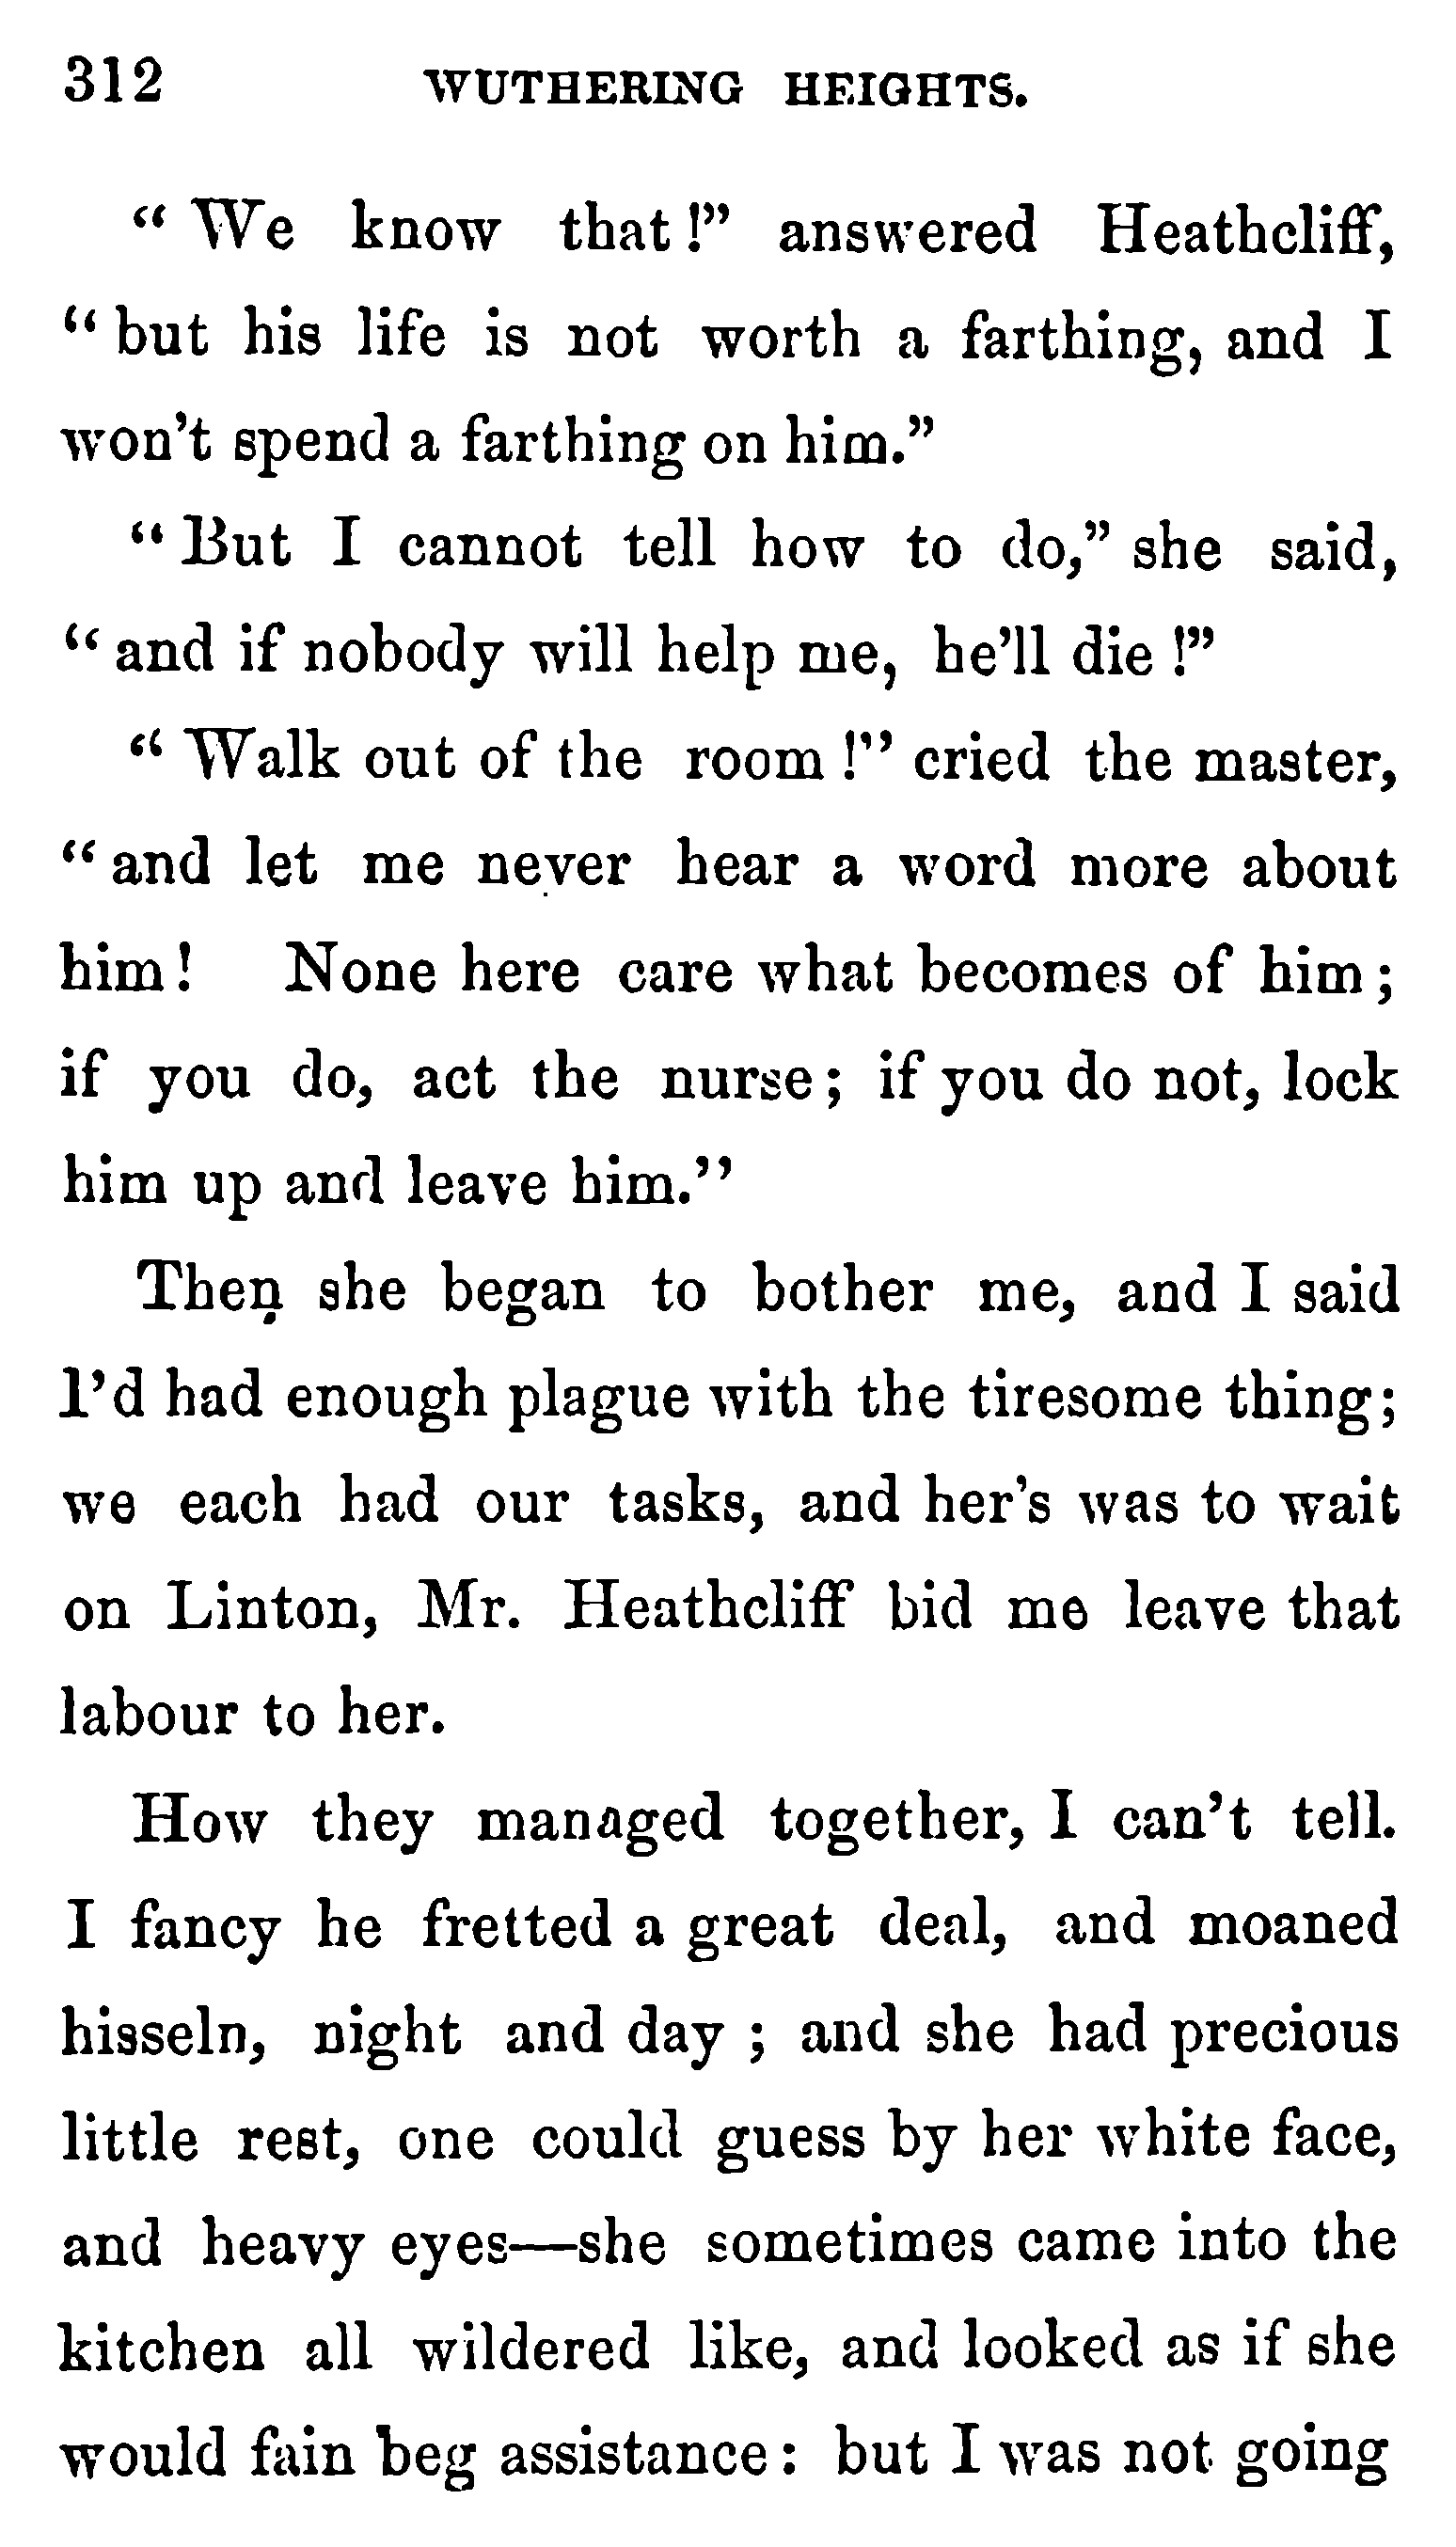 312 WUTHERING HEIGHTS.
“ We know that !” answered Heathcliff,
“ but his life is not worth a farthing, and I
won't spend a farthing on him.”
“ But I cannot tell how to do,” she said,
“ and if nobody will help me, he'll die !”
“ Walk out of the room !” cried the master,
“ and let me never hear a word more about
him ! None here care what becomes of him ;
if you do, act the nurse ; if you do not, lock
him up and leave him.”
Then she began to bother me, and I said
I'd had enough plague with the tiresome thing ;
we each had our tasks, and her's was to wait
on Linton, Mr. Heathcliff bid me leave that
labour to her.
How they managed together, I can't tell.
I fancy he fretted a great deal, and moaned
hisseln, night and day ; and she had precious
little rest, one could guess by her white face,
and heavy eyes—she sometimes came into the
kitchen all wildered like, and looked as if she
would fain beg assistance : but I was not going